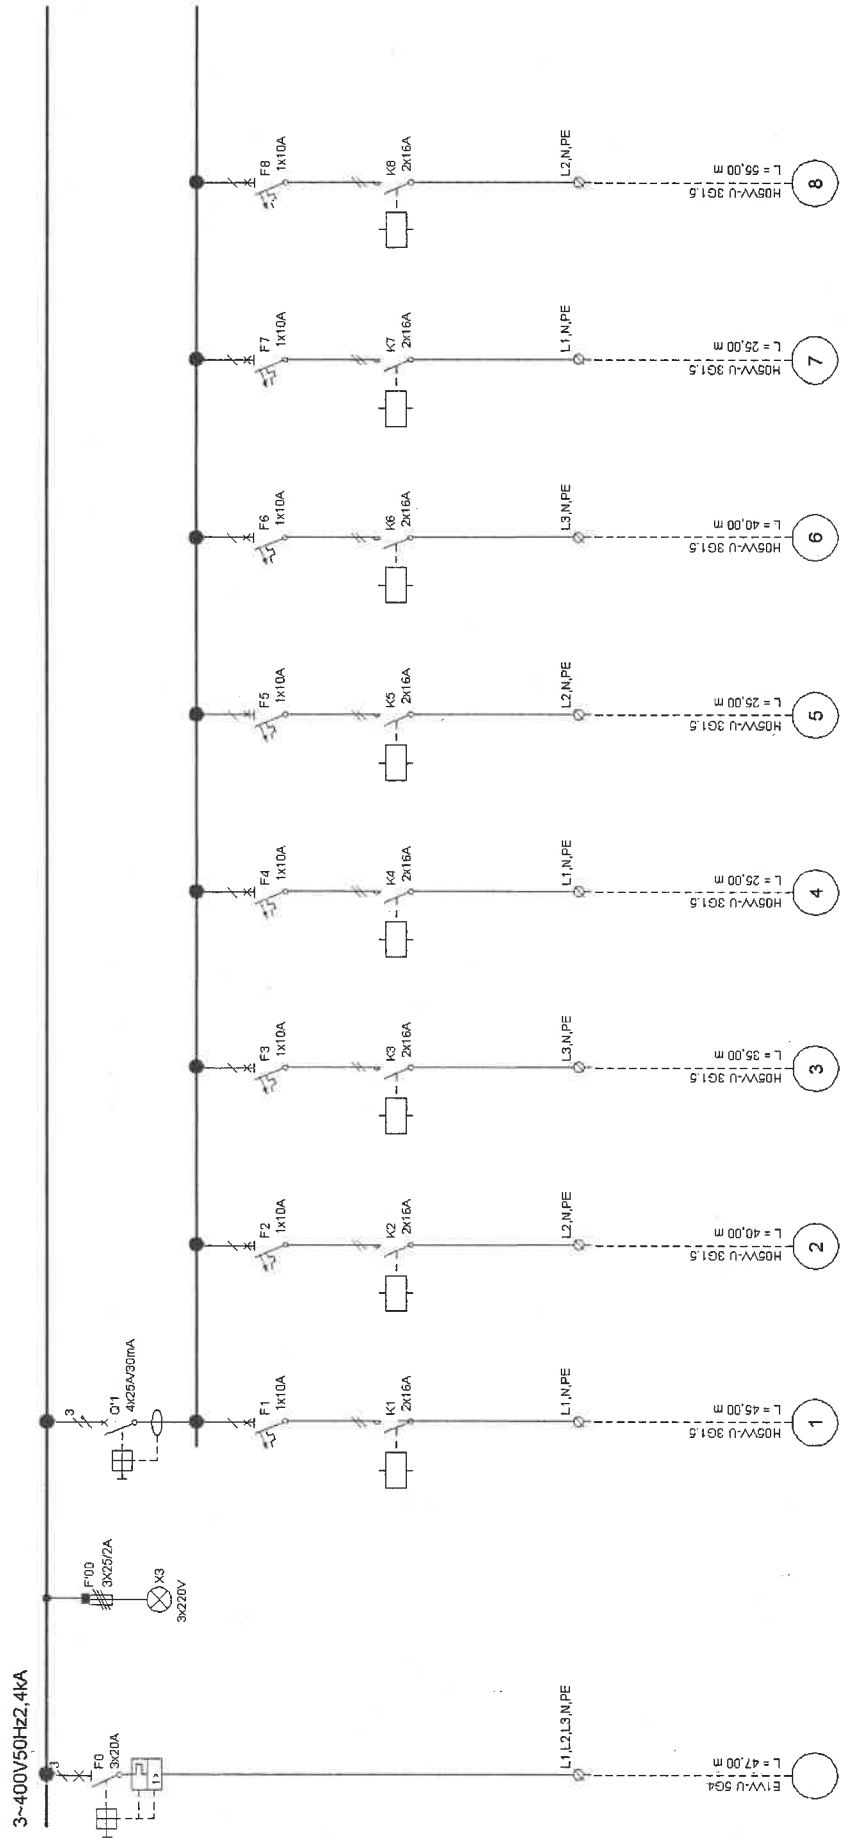 3~400V50Hz2,4kA
3
F0
3x20A
I>
L1,L2,L3,N,PE
L = 47,00 m
E1VV-U 5G4
F'00
3X25/2A
X3
3x220V
3
Q'1
4x25A/30mA
F1
1x10A
K1
2x16A
L1,N,PE
L = 45,00 m
H05VV-U 3G1.5
1
F2
1x10A
K2
2x16A
L2,N,PE
L = 40,00 m
H05VV-U 3G1.5
2
F3
1x10A
K3
2x16A
L3,N,PE
L = 35,00 m
H05VV-U 3G1.5
3
F4
1x10A
K4
2x16A
L1,N,PE
L = 25,00 m
H05VV-U 3G1.5
4
F5
1x10A
K5
2x16A
L2,N,PE
L = 25,00 m
H05VV-U 3G1.5
5
F6
1x10A
K6
2x16A
L3,N,PE
L = 40,00 m
H05VV-U 3G1.5
6
F7
1x10A
K7
2x16A
L1,N,PE
L = 25,00 m
H05VV-U 3G1.5
7
F8
1x10A
K8
2x16A
L2,N,PE
L = 55,00 m
H05VV-U 3G1.5
8